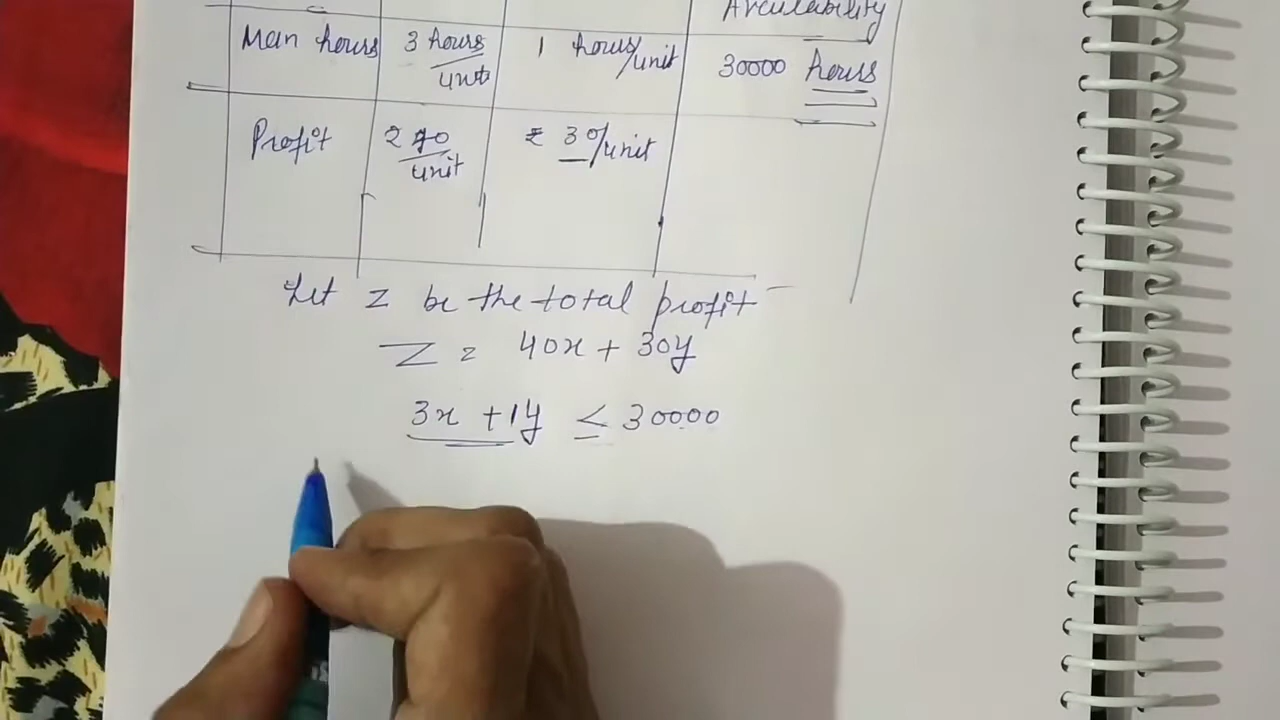 Availability
Man hours 3 hours/unit 1 hours/unit 30000 hours
Profit ₹ 40/unit ₹ 30/unit
Let Z be the total profit
Z = 40x + 30y
3x + 1y ≤ 30000